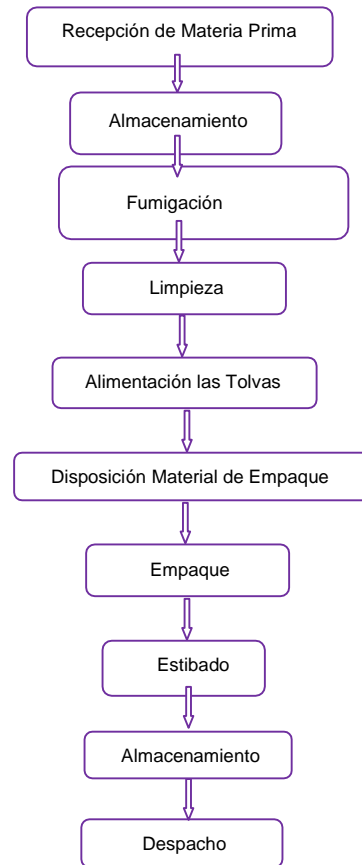 Recepción de Materia Prima
Almacenamiento
Fumigación
Limpieza
Alimentación las Tolvas
Disposición Material de Empaque
Empaque
Estibado
Almacenamiento
Despacho